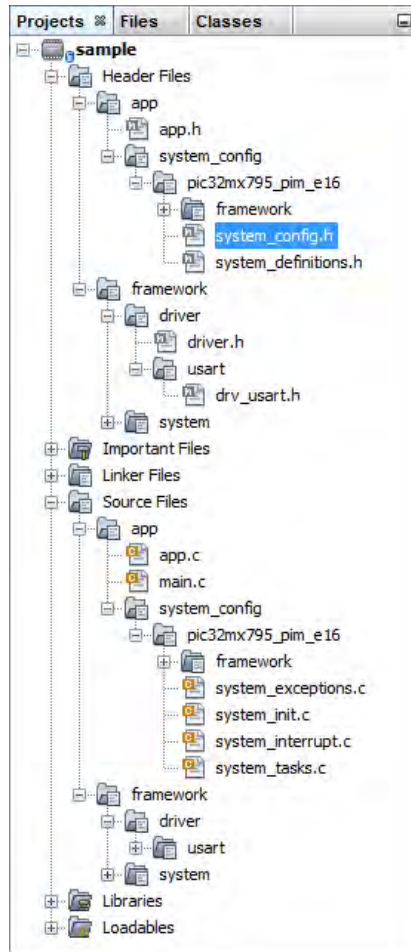 Projects Files Classes
sample
Header Files
app
app.h
system_config
pic32mx795_pim_e16
framework
system_config.h
system_definitions.h
framework
driver
driver.h
usart
drv_usart.h
system
Important Files
Linker Files
Source Files
app
app.c
main.c
system_config
pic32mx795_pim_e16
framework
system_exceptions.c
system_init.c
system_interrupt.c
system_tasks.c
framework
driver
usart
system
Libraries
Loadables